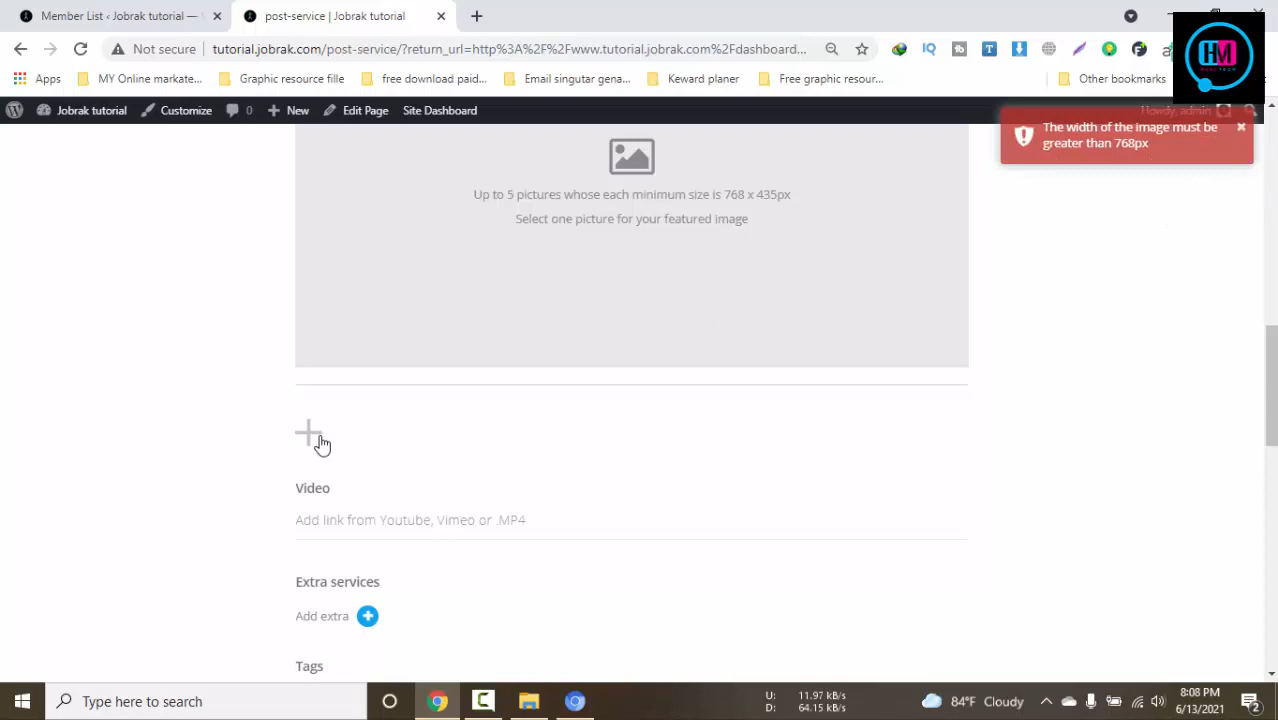 Member List ‹ Jobrak tutorial — 
post-service | Jobrak tutorial
Not secure
tutorial.jobrak.com/post-service/?return_url=http%3A%2F%2Fwww.tutorial.jobrak.com%2Fdashboard...
Apps
MY Online markate...
Graphic resource fille
free download paid...
Enail singutar gena...
Keward planer
Free graphic resour...
Other bookmarks
Jobrak tutorial
Customize
0
New
Edit Page
Site Dashboard
Howdy, admin
The width of the image must be
greater than 768px
Up to 5 pictures whose each minimum size is 768 x 435px
Select one picture for your featured image
Video
Add link from Youtube, Vimeo or .MP4
Extra services
Add extra
Tags
Type here to search
U:
D:
11.97 kB/s
64.15 kB/s
84°F Cloudy
8:08 PM
6/13/2021
2